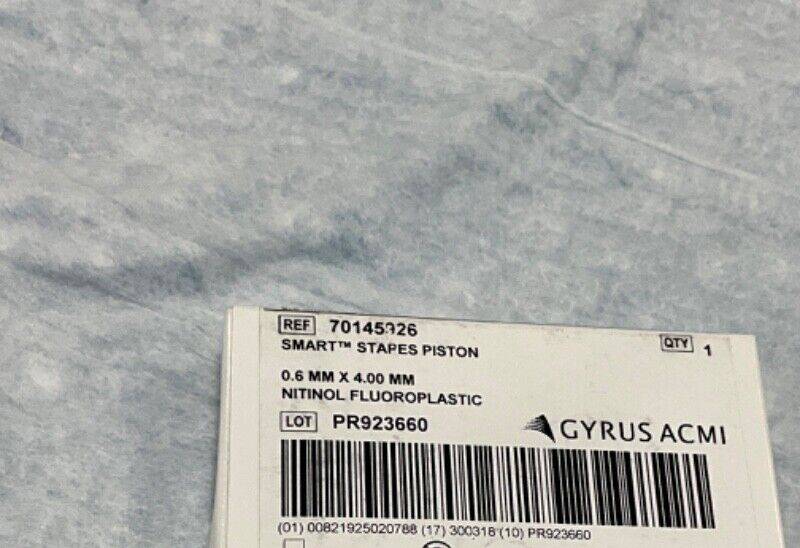 REF 70145926 QTY 1
SMART™ STAPES PISTON
0.6 MM X 4.00 MM
NITINOL FLUOROPLASTIC
LOT PR923660
GYRUS ACMI
(01) 00821925020788 (17) 300318 (10) PR923660